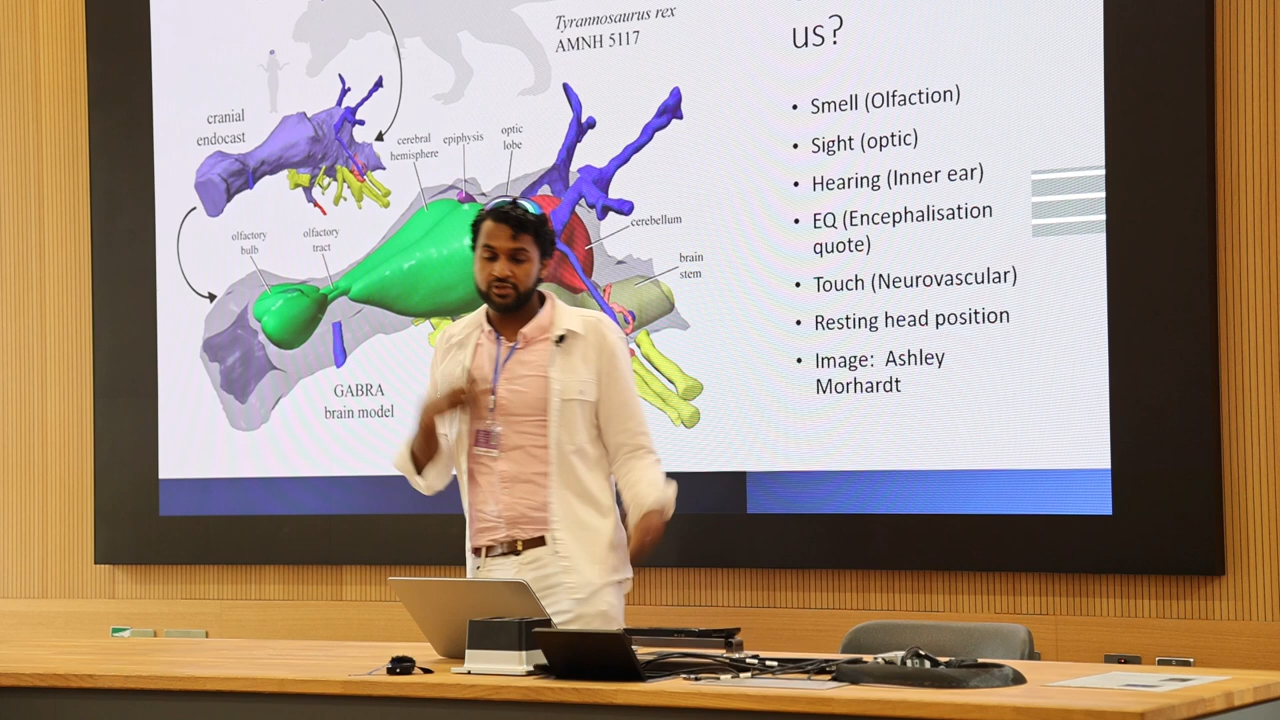 Tyrannosaurus rex
AMNH 5117
cranial
endocast
cerebral
hemisphere
epiphysis
optic
lobe
olfactory
bulb
olfactory
tract
cerebellum
brain
stem
GABRA
brain model
us?
• Smell (Olfaction)
• Sight (optic)
• Hearing (Inner ear)
• EQ (Encephalisation
quote)
• Touch (Neurovascular)
• Resting head position
• Image: Ashley
Morhardt